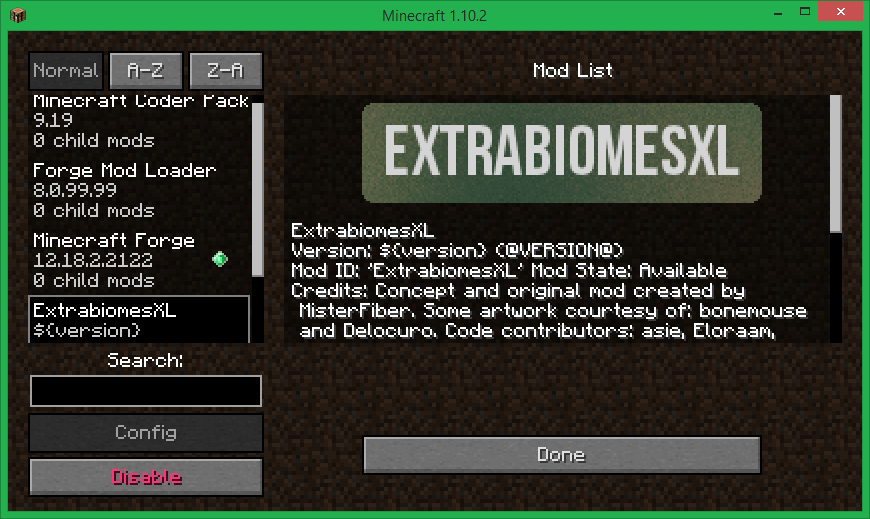 Minecraft 1.10.2
Normal
A-Z
Z-A
Mod List
Minecraft Coder Pack
9.19
0 child mods
Forge Mod Loader
8.0.99.99
0 child mods
Minecraft Forge
12.18.2.2122
0 child mods
ExtrabiomesXL
${version}
Search:
Config
Disable
EXTRABIOMESXL
ExtrabiomesXL
Version: ${version} (@VERSION@)
Mod ID: 'ExtrabiomesXL' Mod State: Available
Credits: Concept and original mod created by
MisterFiber. Some artwork courtesy of: bonemouse
and Delocuro. Code contributors: asie, Eloraam,
Done